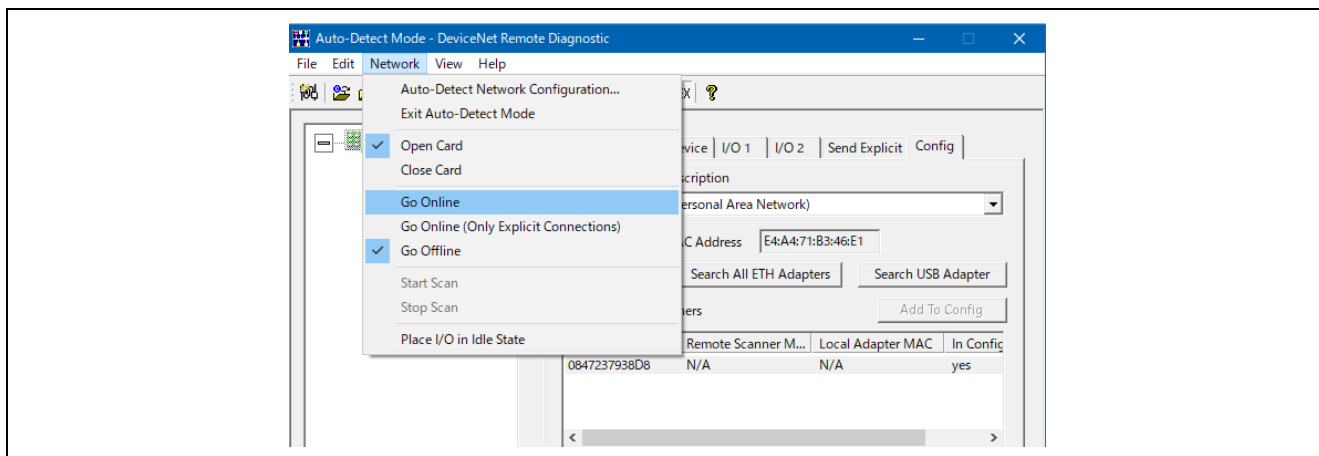 Auto-Detect Mode - DeviceNet Remote Diagnostic
File Edit Network View Help
Auto-Detect Network Configuration...
Exit Auto-Detect Mode
Open Card
Close Card
Go Online
Go Online (Only Explicit Connections)
Go Offline
Start Scan
Stop Scan
Place I/O in Idle State
evice I/O 1 I/O 2 Send Explicit Config
scription
ersonal Area Network)
AC Address E4:A4:71:B3:46:E1
Search All ETH Adapters Search USB Adapter
ners Add To Config
Remote Scanner M... Local Adapter MAC In Config
0847237938D8 N/A N/A yes